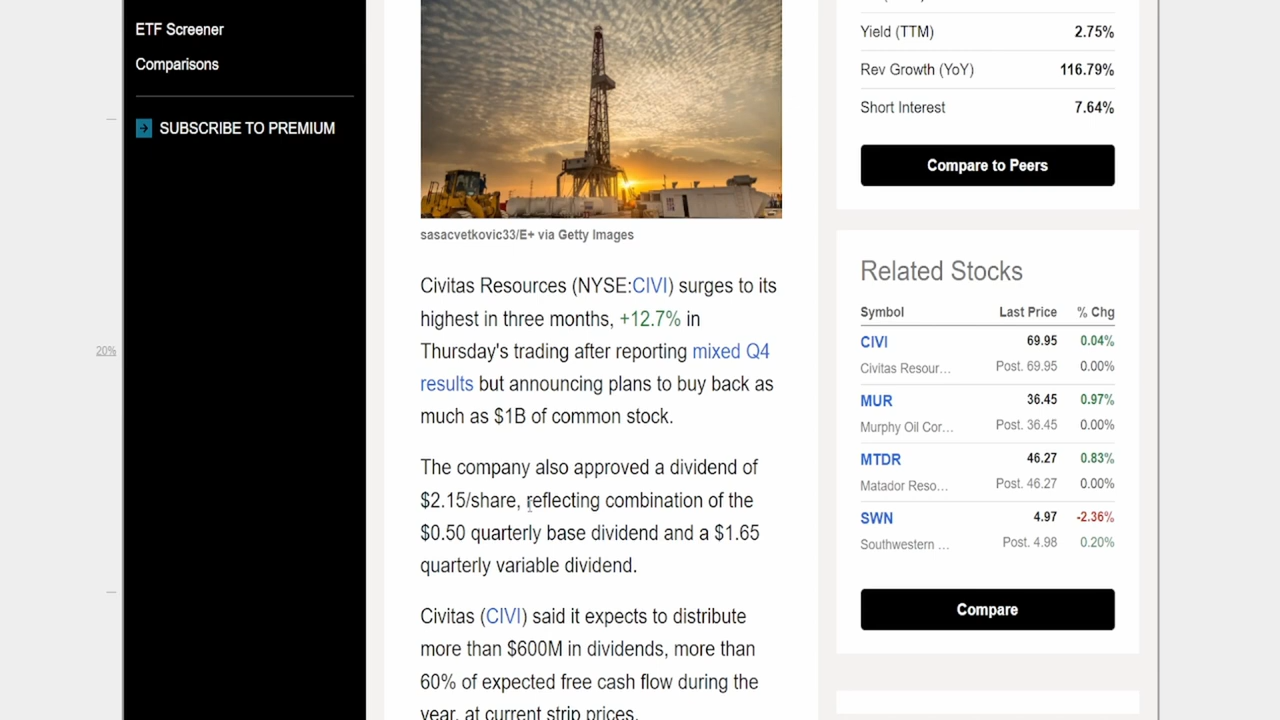 ETF Screener
Comparisons
SUBSCRIBE TO PREMIUM
20%
sasacvetkovic33/E+ via Getty Images
Civitas Resources (NYSE:CIVI) surges to its
highest in three months, +12.7% in
Thursday's trading after reporting mixed Q4
results but announcing plans to buy back as
much as $1B of common stock.
The company also approved a dividend of
$2.15/share, reflecting combination of the
$0.50 quarterly base dividend and a $1.65
quarterly variable dividend.
Civitas (CIVI) said it expects to distribute
more than $600M in dividends, more than
60% of expected free cash flow during the
year, at current strip prices.
Yield (TTM) 2.75%
Rev Growth (YoY) 116.79%
Short Interest 7.64%
Compare to Peers
Related Stocks
Symbol Last Price % Chg
CIVI 69.95 0.04%
Civitas Resour… Post. 69.95 0.00%
MUR 36.45 0.97%
Murphy Oil Cor… Post. 36.45 0.00%
MTDR 46.27 0.83%
Matador Reso… Post. 46.27 0.00%
SWN 4.97 -2.36%
Southwestern … Post. 4.98 0.20%
Compare